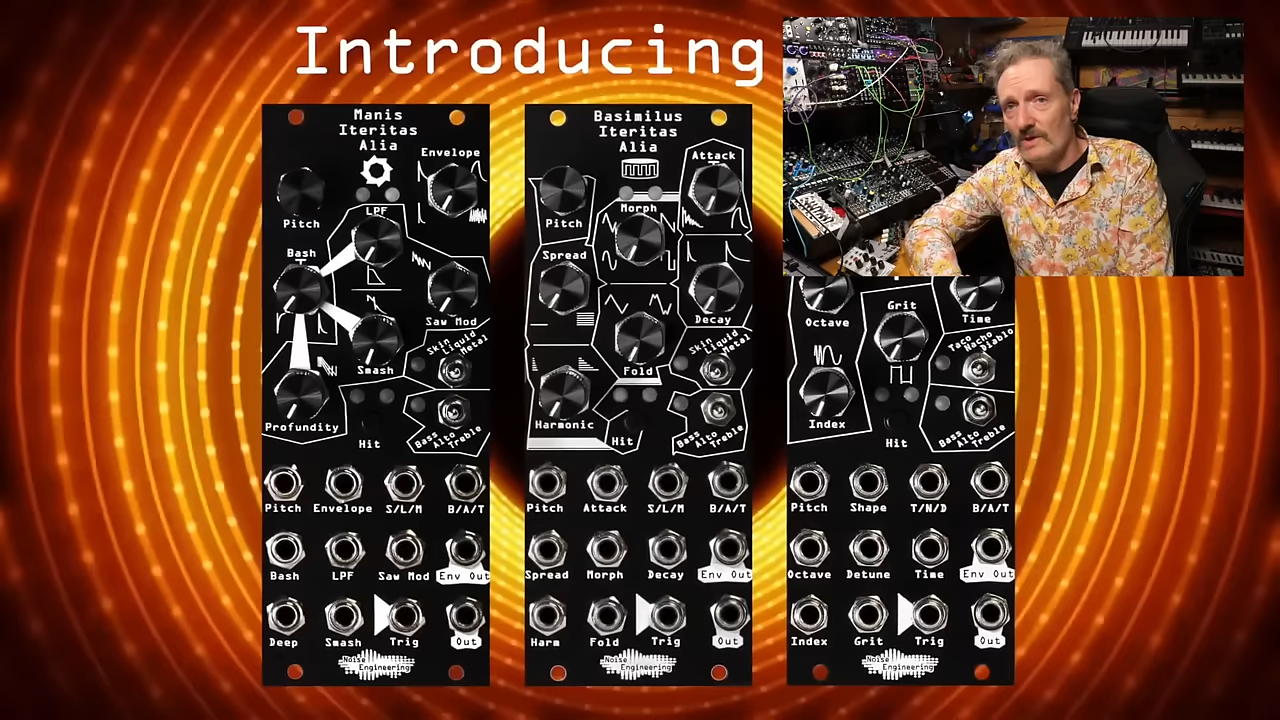 Introducing
Manis
Iteritas
Alia
Envelope
Pitch
LPF
Bash
Saw Mod
Smash
Skin Liquid Metal
Profundity
Hit
Bass Alto Treble
Pitch Envelope S/L/M B/A/T
Bash LPF Saw Mod Env Out
Deep Smash Trig Out
Noise
Engineering
Basimilus
Iteritas
Alia
Attack
Pitch
Morph
Spread
Decay
Fold
Skin Liquid Metal
Harmonic
Hit
Bass Alto Treble
Pitch Attack S/L/M B/A/T
Spread Morph Decay Env Out
Harm Fold Trig Out
Noise
Engineering
Octave
Grit
Time
Taco Nacho Diablo
Index
Hit
Bass Alto Treble
Pitch Shape T/N/D B/A/T
Octave Detune Time Env Out
Index Grit Trig Out
Noise
Engineering